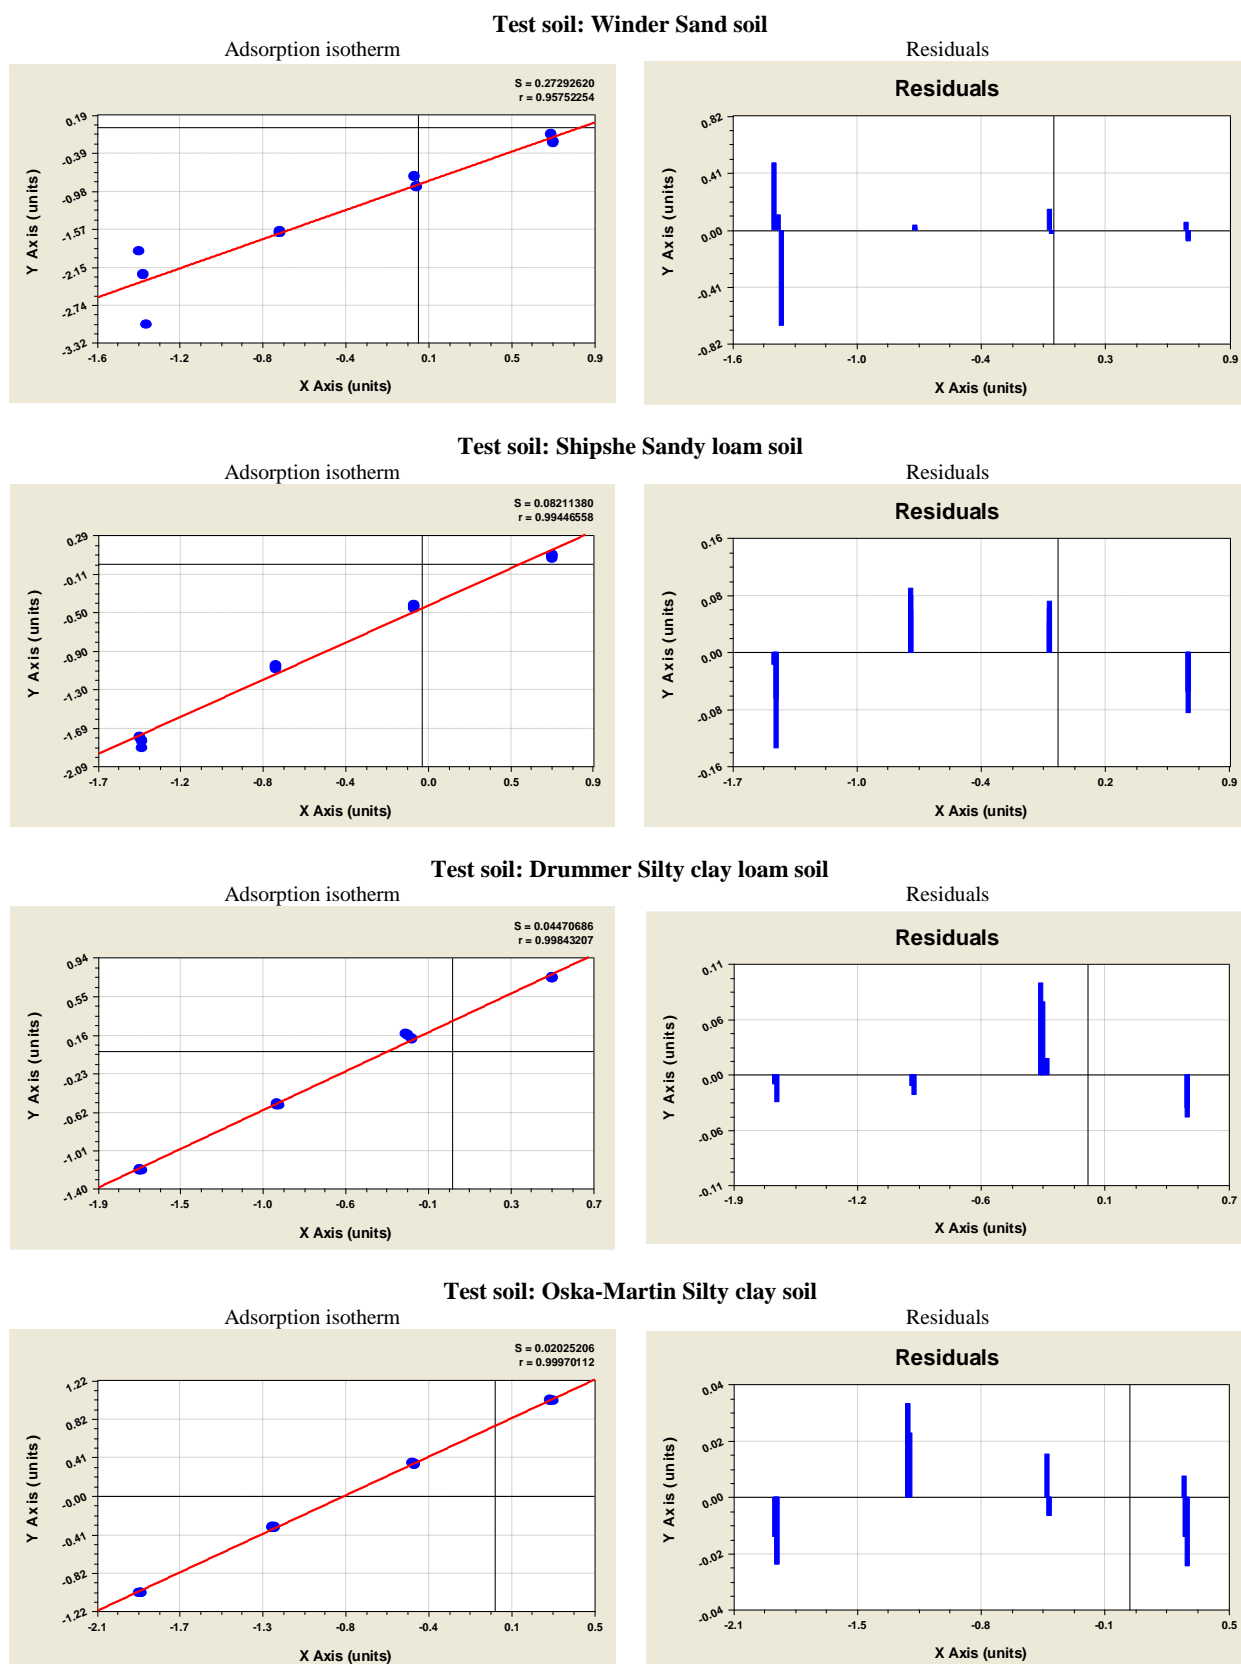 Test soil: Winder Sand soil
Adsorption isotherm
Residuals
S = 0.27292620
r = 0.95752254
0.19
-0.39
-0.98
-1.57
-2.15
-2.74
-3.32
Y Axis (units)
-1.6 -1.2 -0.8 -0.4 0.1 0.5 0.9
X Axis (units)
Residuals
0.82
0.41
0.00
-0.41
-0.82
Y Axis (units)
-1.6 -1.0 -0.4 0.3 0.9
X Axis (units)
Test soil: Shipshe Sandy loam soil
Adsorption isotherm
Residuals
S = 0.08211380
r = 0.99446558
0.29
-0.11
-0.50
-0.90
-1.30
-1.69
-2.09
Y Axis (units)
-1.7 -1.2 -0.8 -0.4 0.0 0.5 0.9
X Axis (units)
Residuals
0.16
0.08
0.00
-0.08
-0.16
Y Axis (units)
-1.7 -1.0 -0.4 0.2 0.9
X Axis (units)
Test soil: Drummer Silty clay loam soil
Adsorption isotherm
Residuals
S = 0.04470686
r = 0.99843207
0.94
0.55
0.16
-0.23
-0.62
-1.01
-1.40
Y Axis (units)
-1.9 -1.5 -1.0 -0.6 -0.1 0.3 0.7
X Axis (units)
Residuals
0.11
0.06
0.00
-0.06
-0.11
Y Axis (units)
-1.9 -1.2 -0.6 0.1 0.7
X Axis (units)
Test soil: Oska-Martin Silty clay soil
Adsorption isotherm
Residuals
S = 0.02025206
r = 0.99970112
1.22
0.82
0.41
-0.00
-0.41
-0.82
-1.22
Y Axis (units)
-2.1 -1.7 -1.3 -0.8 -0.4 0.1 0.5
X Axis (units)
Residuals
0.04
0.02
0.00
-0.02
-0.04
Y Axis (units)
-2.1 -1.5 -0.8 -0.1 0.5
X Axis (units)